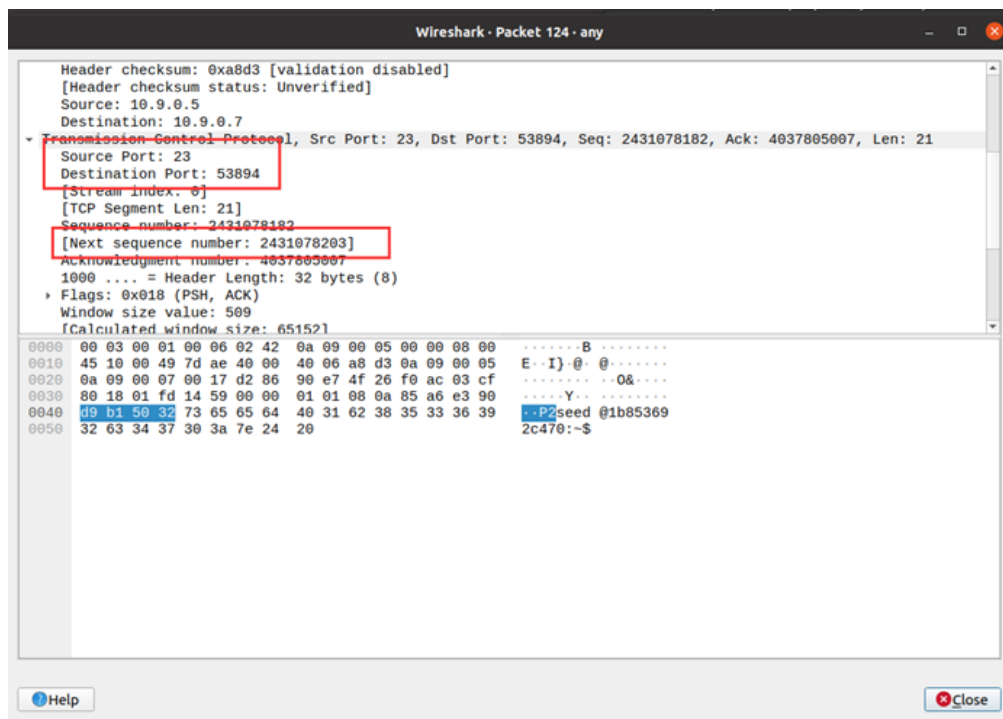 Wireshark · Packet 124 · any
Header checksum: 0xa8d3 [validation disabled]
[Header checksum status: Unverified]
Source: 10.9.0.5
Destination: 10.9.0.7
Transmission Control Protocol, Src Port: 23, Dst Port: 53894, Seq: 2431078182, Ack: 4037805007, Len: 21
Source Port: 23
Destination Port: 53894
[Stream index: 0]
[TCP Segment Len: 21]
Sequence number: 2431078182
[Next sequence number: 2431078203]
Acknowledgment number: 4037805007
1000 .... = Header Length: 32 bytes (8)
Flags: 0x018 (PSH, ACK)
Window size value: 509
[Calculated window size: 65152]
0000 00 03 00 01 00 06 02 42 0a 09 00 05 00 00 08 00 ·······B ········
0010 45 10 00 49 7d ae 40 00 40 06 a8 d3 0a 09 00 05 E··I}·@· @·······
0020 0a 09 00 07 00 17 d2 86 90 e7 4f 26 f0 ac 03 cf ········ ··O&····
0030 80 18 01 fd 14 59 00 00 01 01 08 0a 85 a6 e3 90 ·····Y·· ········
0040 d9 b1 50 32 73 65 65 64 40 31 62 38 35 33 36 39 ··P2seed @1b85369
0050 32 63 34 37 30 3a 7e 24 20 2c470:~$
Help
Close